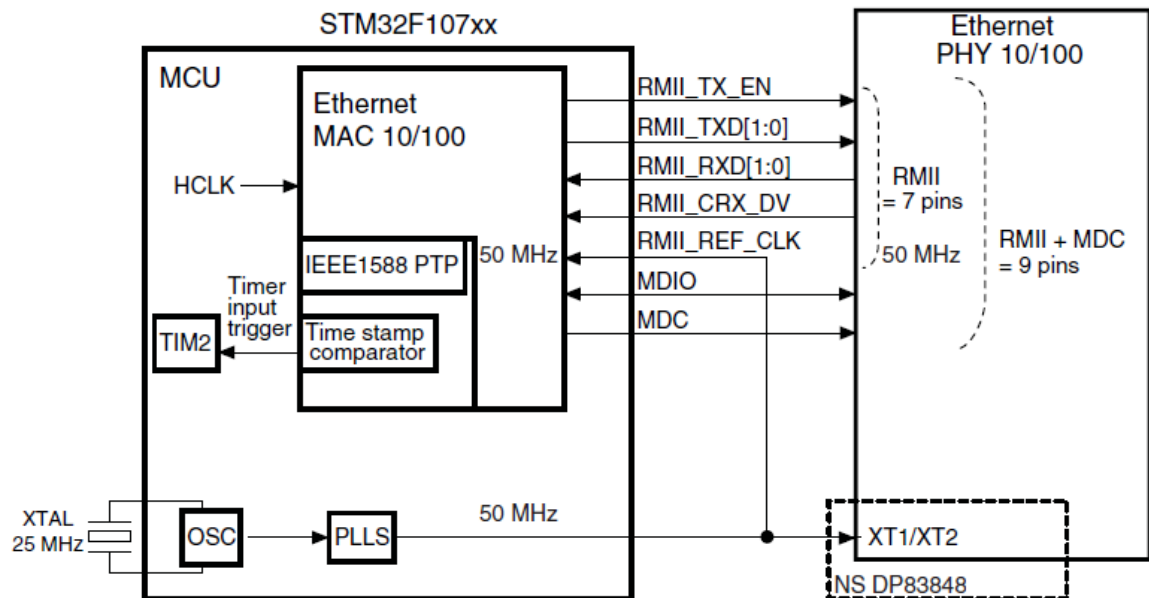 STM32F107xx
MCU
Ethernet
MAC 10/100
HCLK
IEEE1588 PTP
50 MHz
Timer
input
trigger
TIM2
Time stamp
comparator
XTAL
25 MHz
OSC
PLLS
50 MHz
RMII_TX_EN
RMII_TXD[1:0]
RMII_RXD[1:0]
RMII_CRX_DV
RMII_REF_CLK
MDIO
MDC
Ethernet
PHY 10/100
RMII
= 7 pins
50 MHz
RMII + MDC
= 9 pins
XT1/XT2
NS DP83848